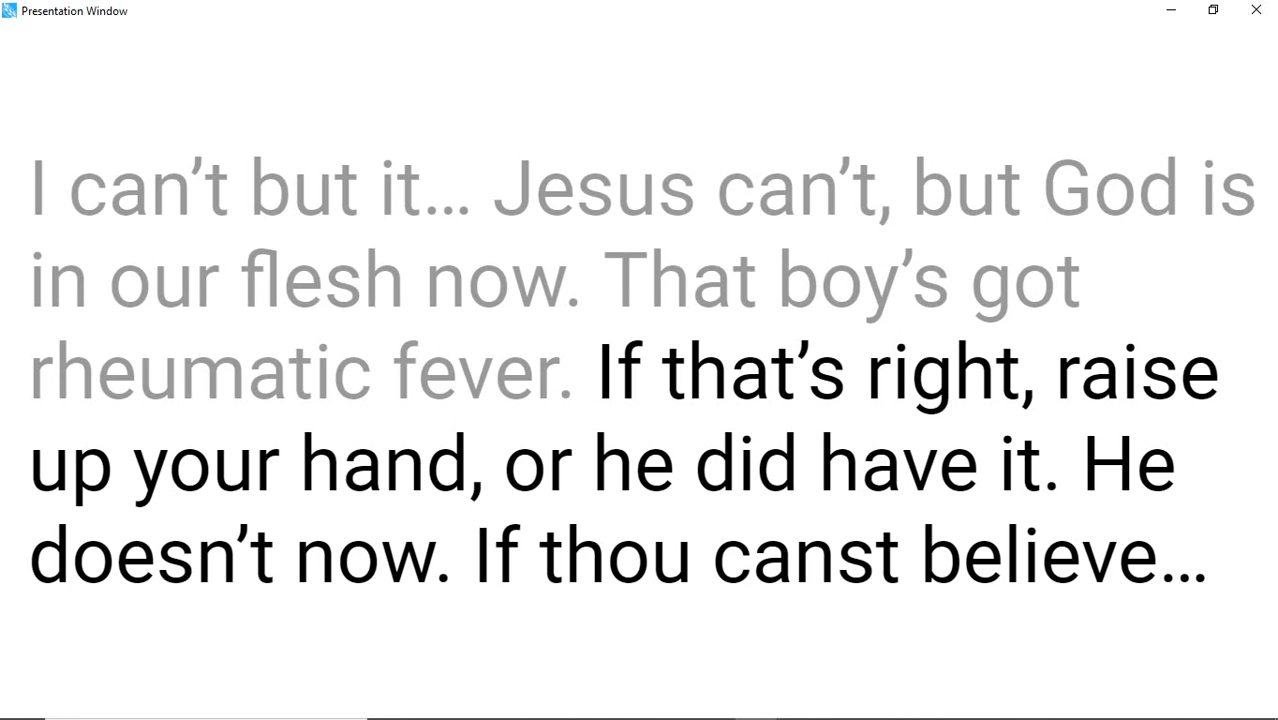 Presentation Window
I can’t but it… Jesus can’t, but God is
in our flesh now. That boy’s got
rheumatic fever. If that’s right, raise
up your hand, or he did have it. He
doesn’t now. If thou canst believe…